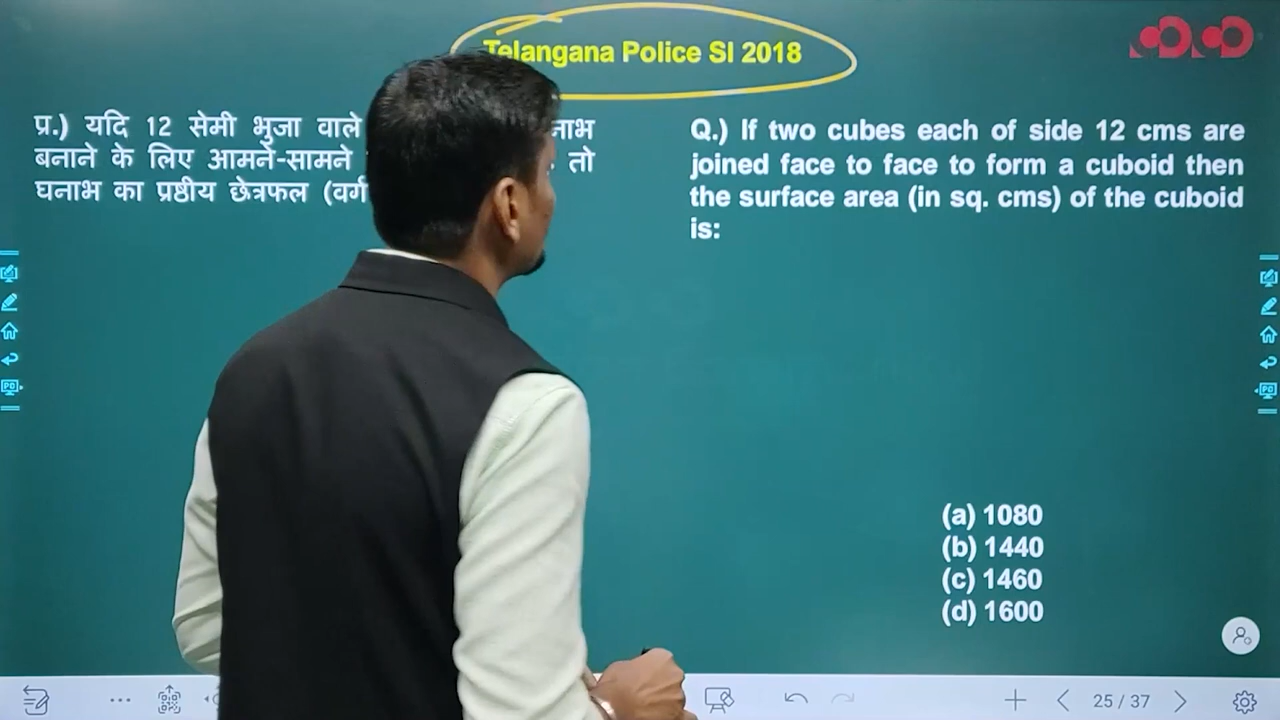 Telangana Police SI 2018
प्र.) यदि 12 सेमी भुजा वाले
बनाने के लिए आमने-सामने तो
घनाभ का प्रष्ठीय छेत्रफल
Q.) If two cubes each of side 12 cms are
joined face to face to form a cuboid then
the surface area (in sq. cms) of the cuboid
is:
(a) 1080
(b) 1440
(c) 1460
(d) 1600
25 / 37